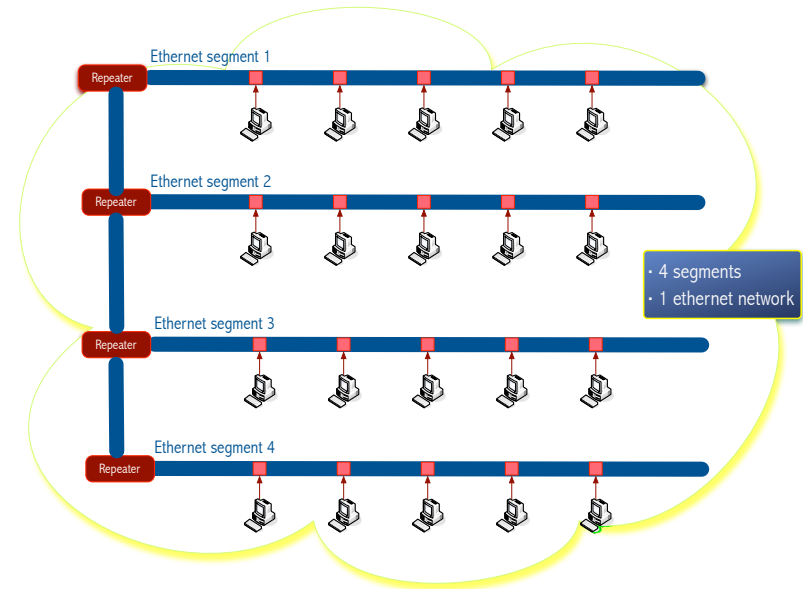 Ethernet segment 1
Repeater
Ethernet segment 2
Repeater
· 4 segments
· 1 ethernet network
Ethernet segment 3
Repeater
Ethernet segment 4
Repeater